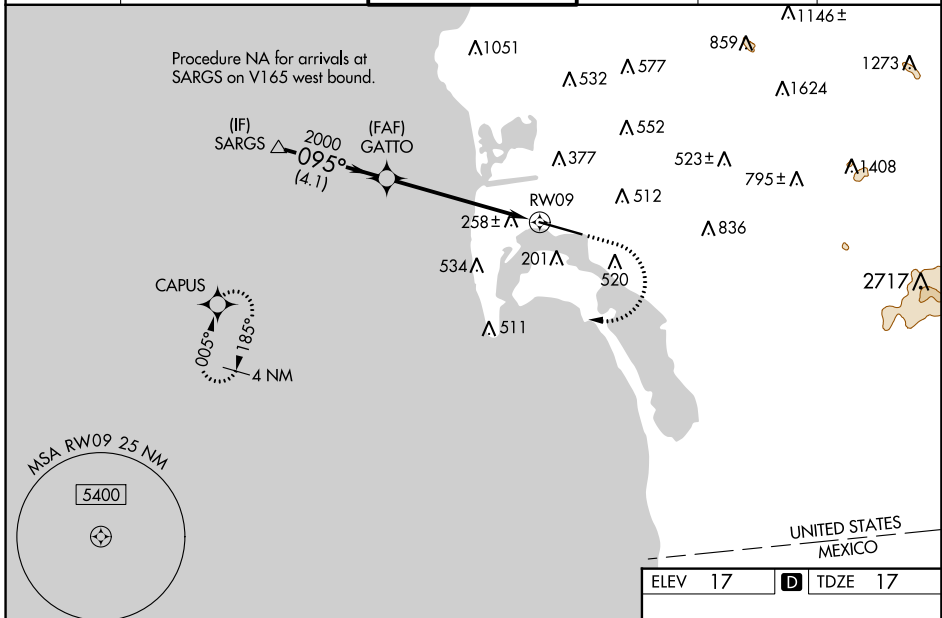 1146±
1051
859
Procedure NA for arrivals at
SARGS on V165 west bound.
577
532
1273
1624
(IF)
SARGS
2000
095°
(4.1)
(FAF)
GATTO
552
377
523±
1408
795±
512
RW09
258±
836
534
201
520
CAPUS
2717
005°
185°
4 NM
511
MSA RW09 25 NM
5400
UNITED STATES
MEXICO
ELEV 17
D
TDZE 17